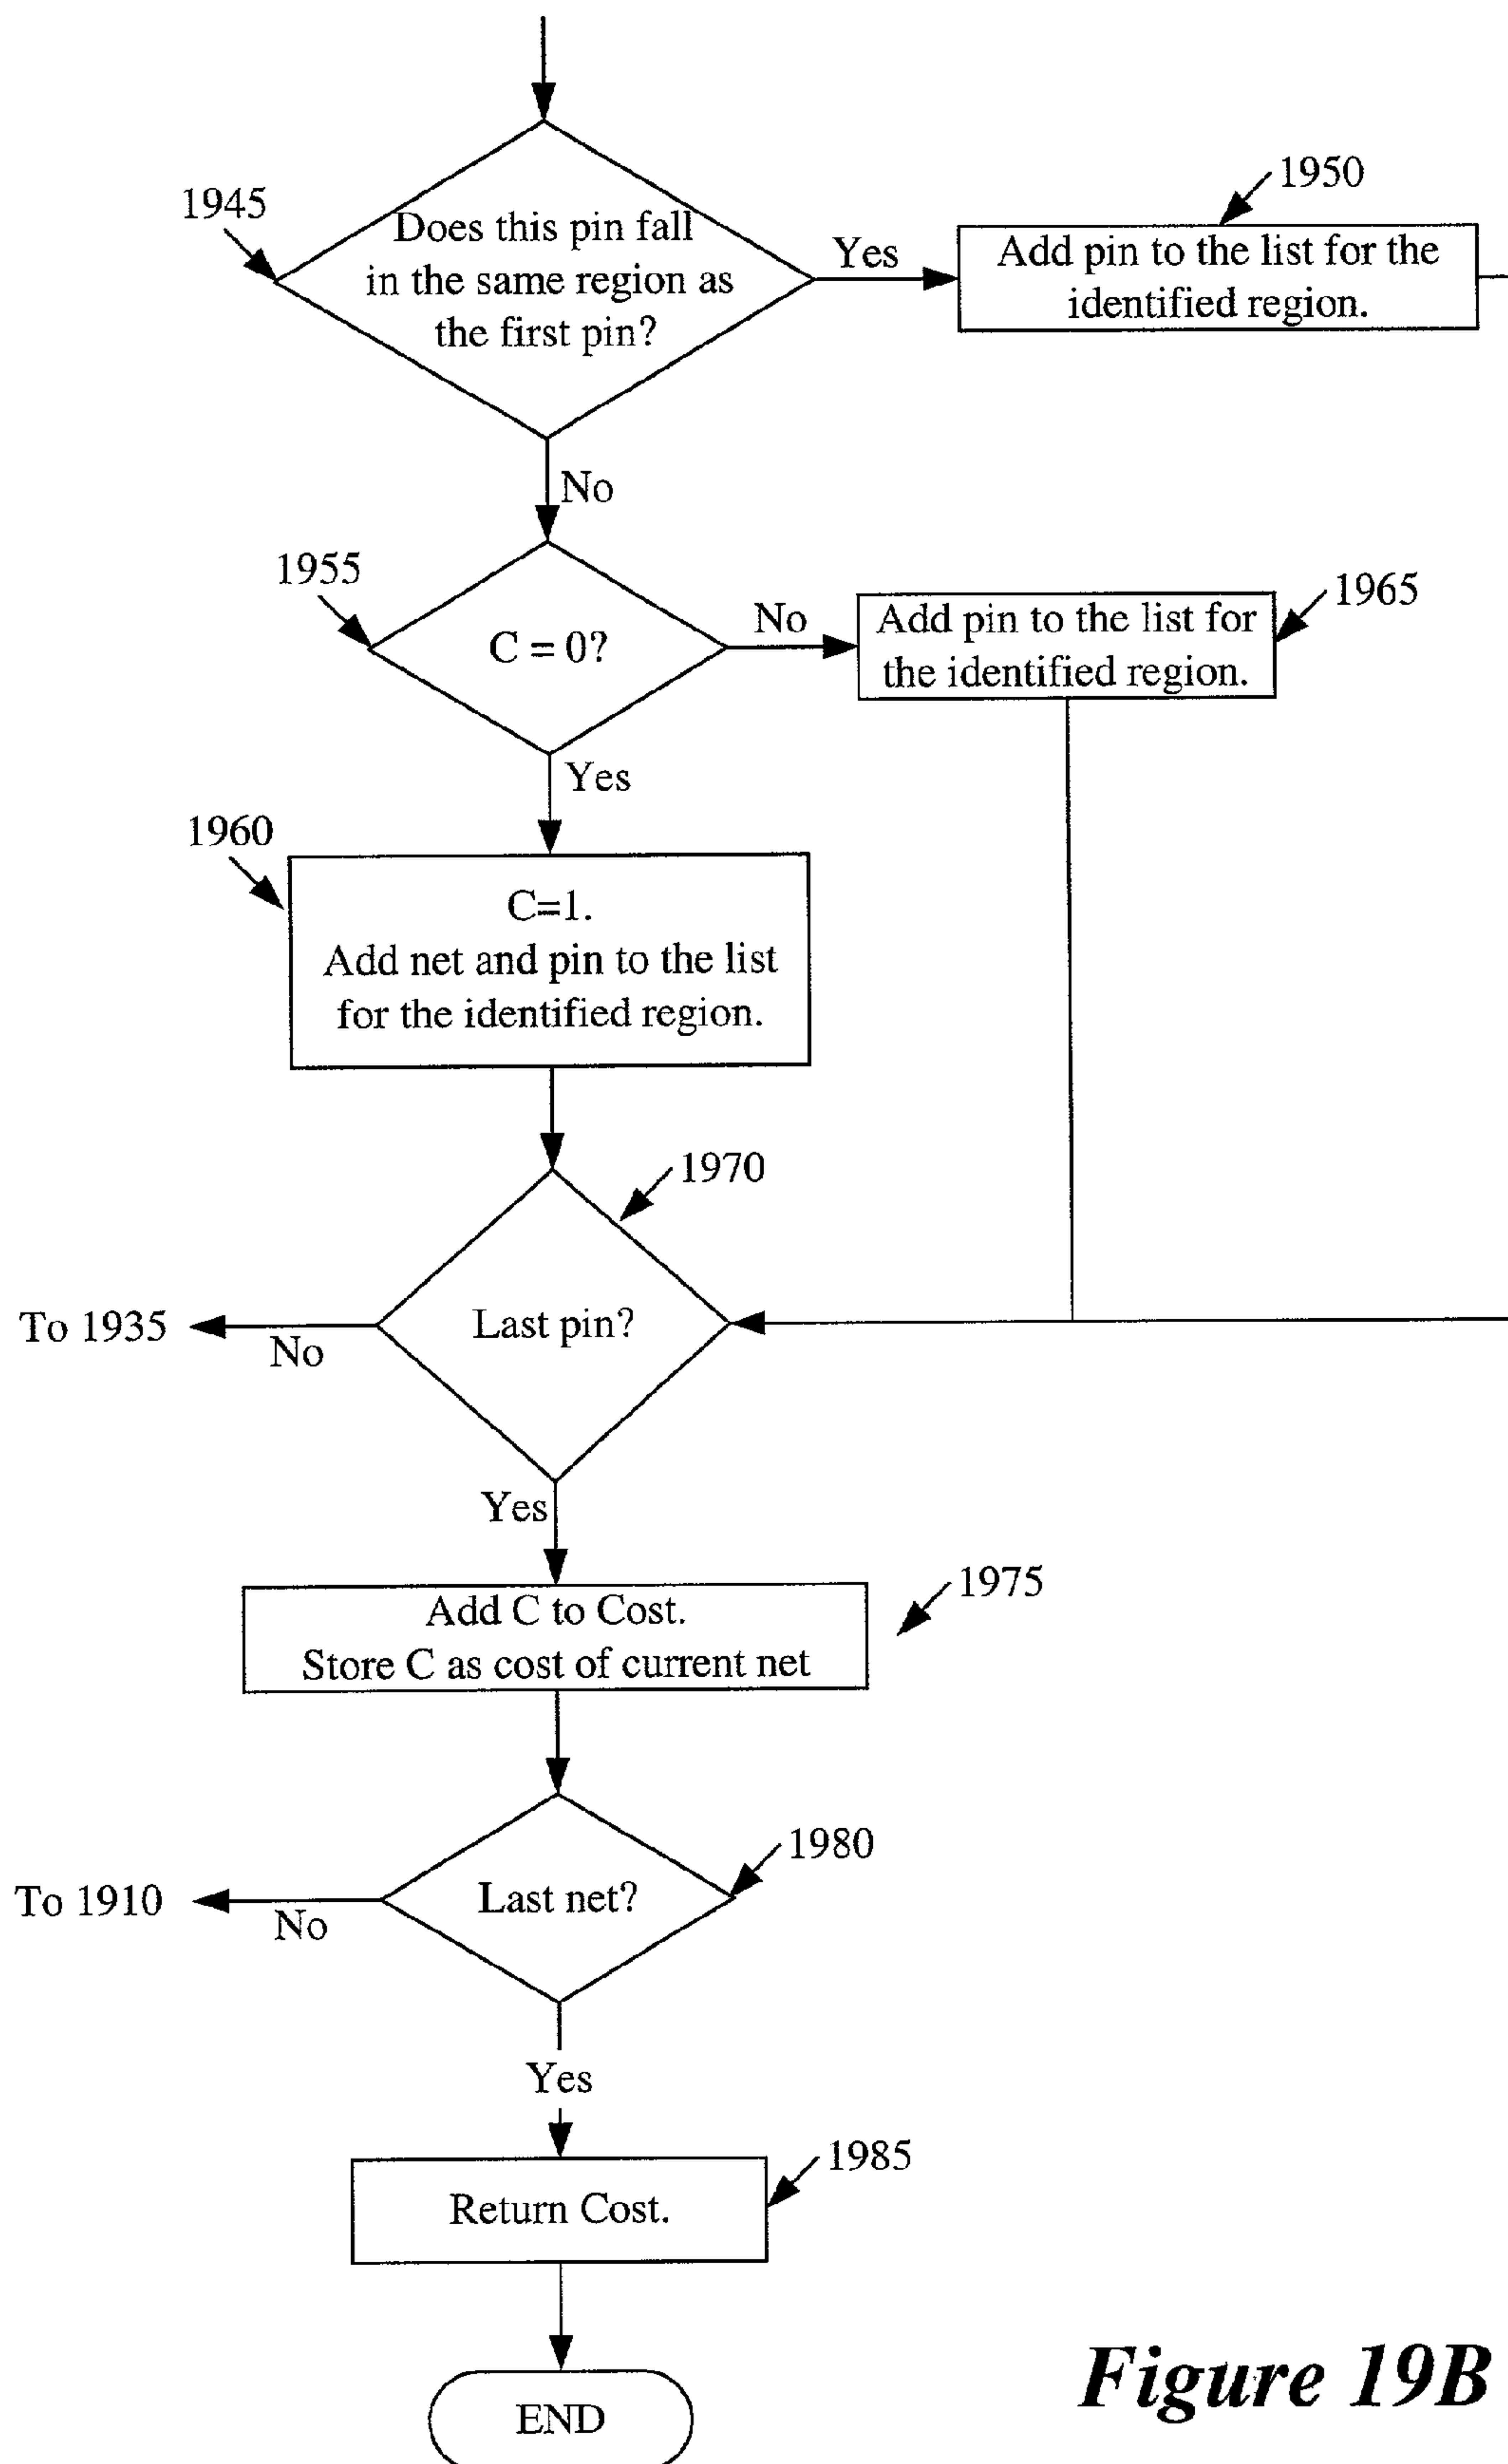 1945
Does this pin fall
in the same region as
the first pin?
Yes
1950
Add pin to the list for the
identified region.
No
1955
C = 0?
No
1965
Add pin to the list for
the identified region.
Yes
1960
C=1.
Add net and pin to the list
for the identified region.
1970
Last pin?
No
To 1935
Yes
1975
Add C to Cost.
Store C as cost of current net
1980
Last net?
No
To 1910
Yes
1985
Return Cost.
END
Figure 19B